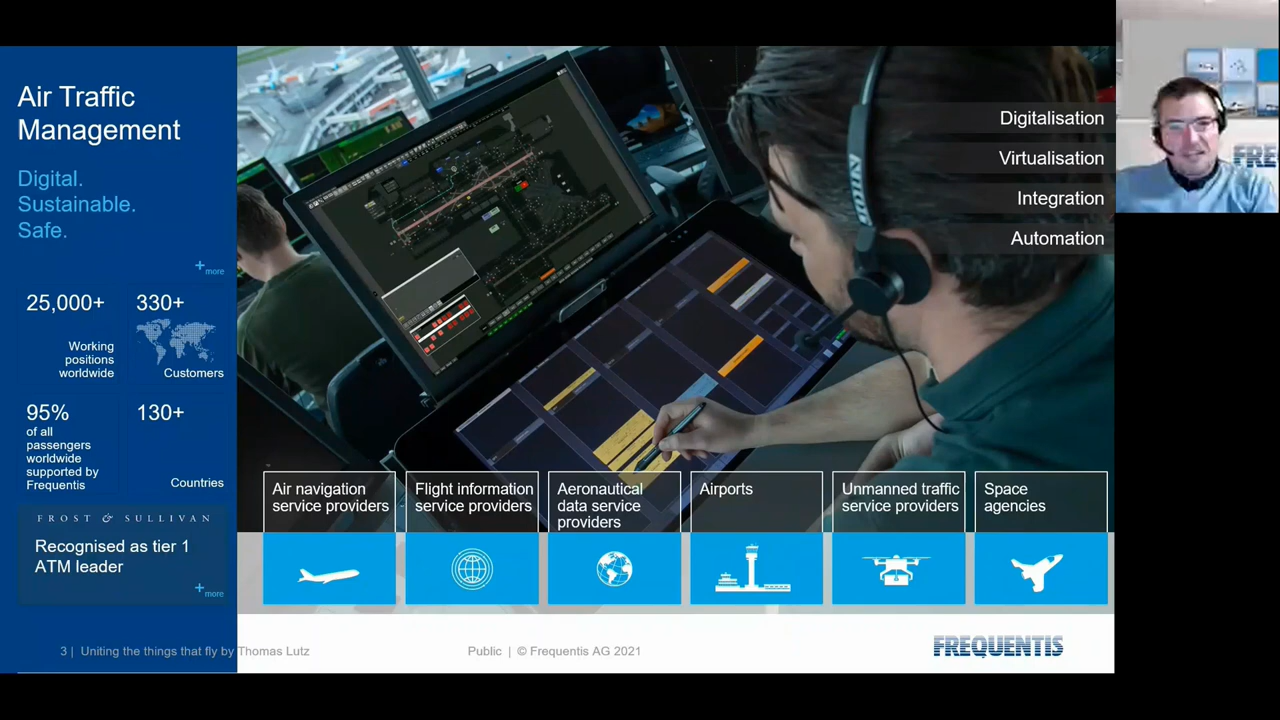 Air Traffic
Management
Digital.
Sustainable.
Safe.
+more
25,000+
Working
positions
worldwide
330+
Customers
95%
of all
passengers
worldwide
supported by
Frequentis
130+
Countries
FROST & SULLIVAN
Recognised as tier 1
ATM leader
+more
Digitalisation
Virtualisation
Integration
Automation
Air navigation
service providers
Flight information
service providers
Aeronautical
data service
providers
Airports
Unmanned traffic
service providers
Space
agencies
3 | Uniting the things that fly by Thomas Lutz
Public | © Frequentis AG 2021
FREQUENTIS